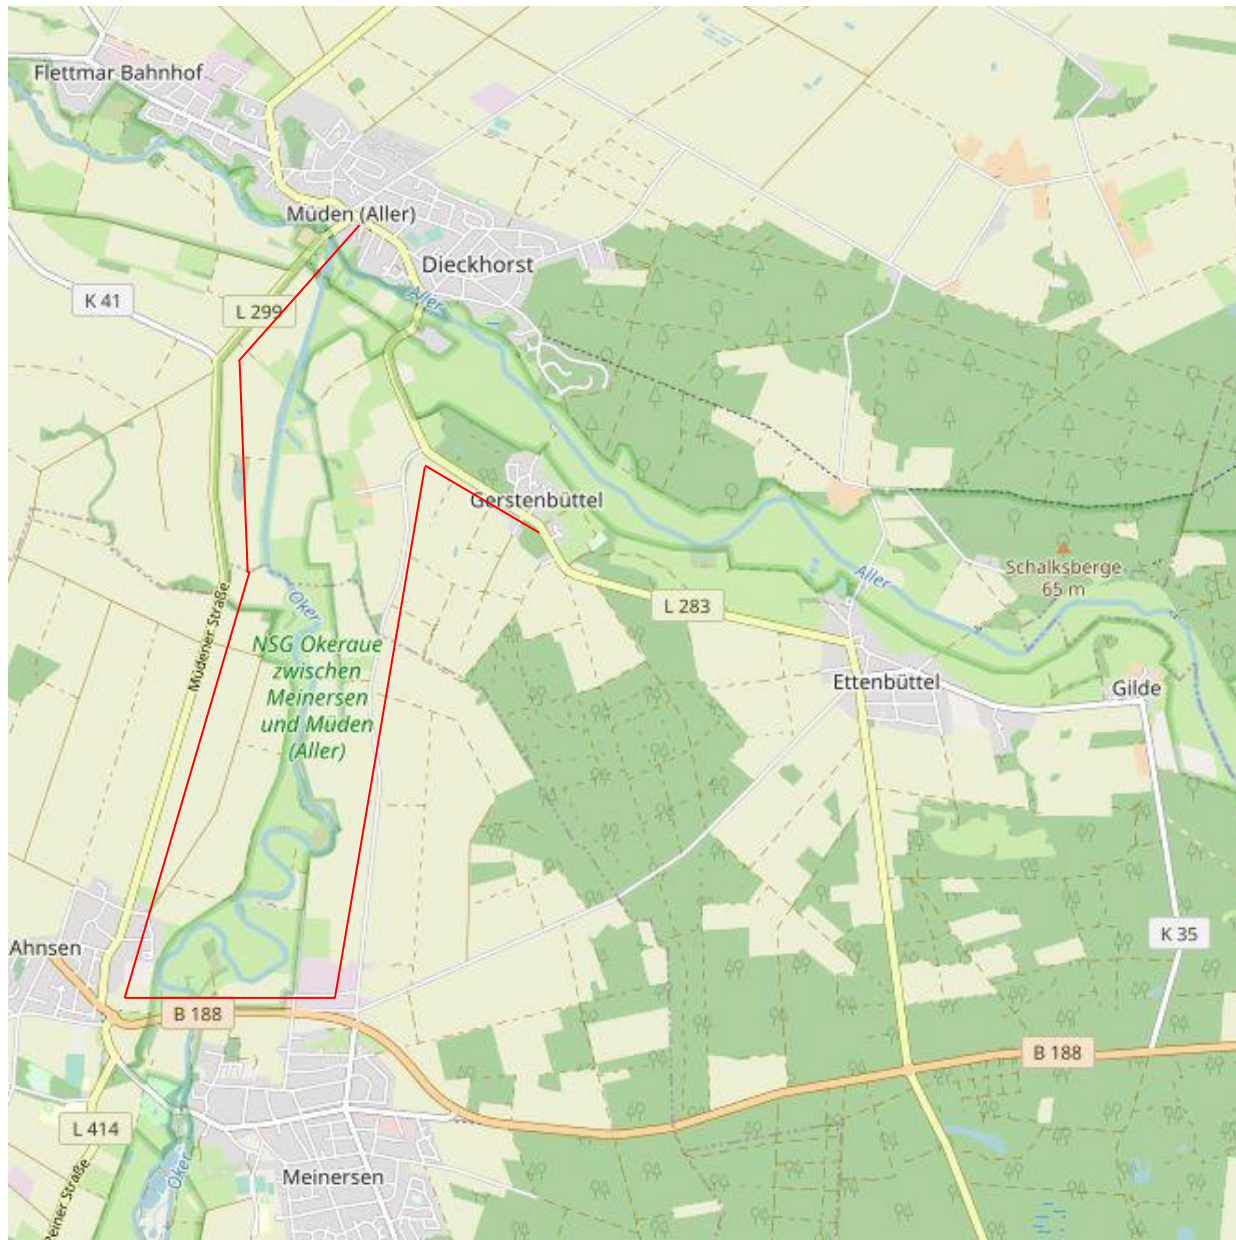 Flettmar Bahnhof
Müden (Aller)
Dieckhorst
K 41
L 299
Aller
Gerstenbüttel
Aller
Schalksberge
65 m
L 283
Oker
Müdener Straße
NSG Okeraue
zwischen
Meinersen
und Müden
(Aller)
Ettenbüttel
Gilde
Ahnsen
K 35
B 188
B 188
L 414
Oker
Meinersen
einer Straße